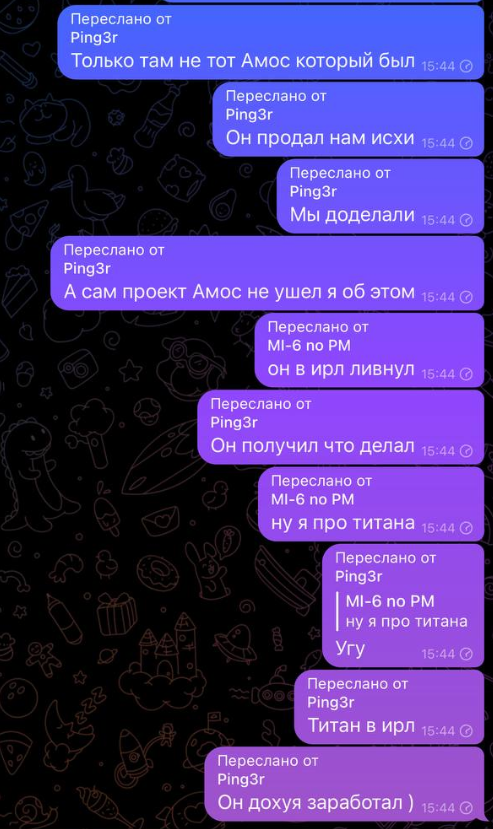 Переслано от
Ping3r
Только там не тот Амос который был 15:44
Переслано от
Ping3r
Он продал нам исхи 15:44
Переслано от
Ping3r
Мы доделали 15:44
Переслано от
Ping3r
А сам проект Амос не ушел я об этом 15:44
Переслано от
MI-6 no PM
он в ирл ливнул 15:44
Переслано от
Ping3r
Он получил что делал 15:44
Переслано от
MI-6 no PM
ну я про титана 15:44
Переслано от
Ping3r
MI-6 no PM
ну я про титана
Угу 15:44
Переслано от
Ping3r
Титан в ирл 15:44
Переслано от
Ping3r
Он дохуя заработал ) 15:44